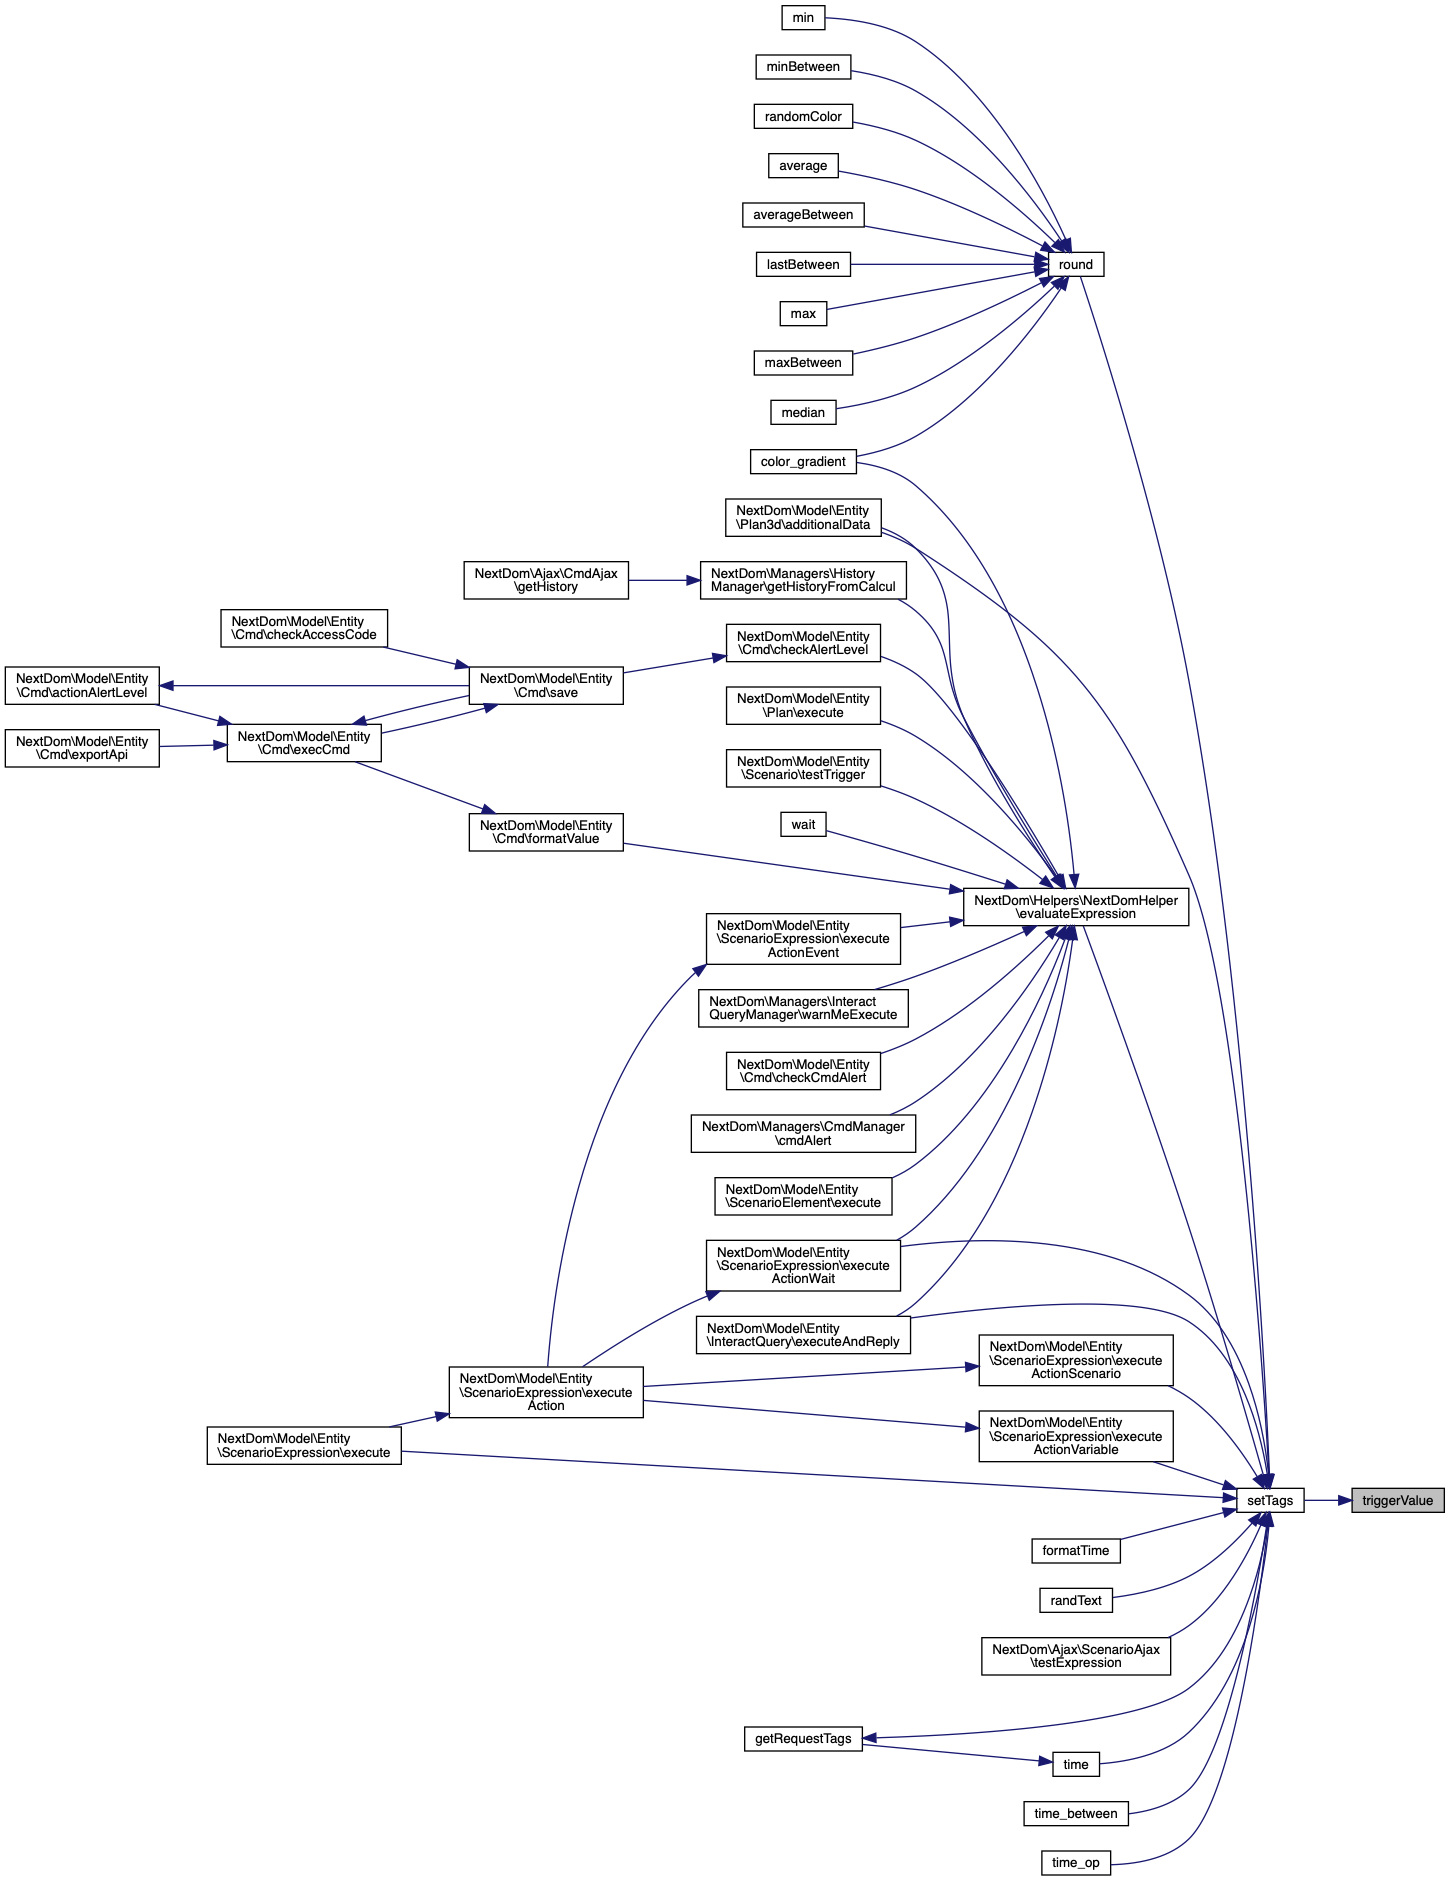 min
minBetween
randomColor
average
averageBetween
lastBetween
round
max
maxBetween
median
color_gradient
NextDom\Model\Entity
\Plan3d\additionalData
NextDom\Ajax\CmdAjax
\getHistory
NextDom\Managers\History
Manager\getHistoryFromCalcul
NextDom\Model\Entity
\Cmd\checkAccessCode
NextDom\Model\Entity
\Cmd\checkAlertLevel
NextDom\Model\Entity
\Cmd\actionAlertLevel
NextDom\Model\Entity
\Cmd\save
NextDom\Model\Entity
\Plan\execute
NextDom\Model\Entity
\Cmd\exportApi
NextDom\Model\Entity
\Cmd\execCmd
NextDom\Model\Entity
\Scenario\testTrigger
NextDom\Model\Entity
\Cmd\formatValue
wait
NextDom\Helpers\NextDomHelper
\evaluateExpression
NextDom\Model\Entity
\ScenarioExpression\execute
ActionEvent
NextDom\Managers\Interact
QueryManager\warnMeExecute
NextDom\Model\Entity
\Cmd\checkCmdAlert
NextDom\Managers\CmdManager
\cmdAlert
NextDom\Model\Entity
\ScenarioElement\execute
NextDom\Model\Entity
\ScenarioExpression\execute
ActionWait
NextDom\Model\Entity
\InteractQuery\executeAndReply
NextDom\Model\Entity
\ScenarioExpression\execute
ActionScenario
NextDom\Model\Entity
\ScenarioExpression\execute
Action
NextDom\Model\Entity
\ScenarioExpression\execute
NextDom\Model\Entity
\ScenarioExpression\execute
ActionVariable
setTags
triggerValue
formatTime
randText
NextDom\Ajax\ScenarioAjax
\testExpression
getRequestTags
time
time_between
time_op